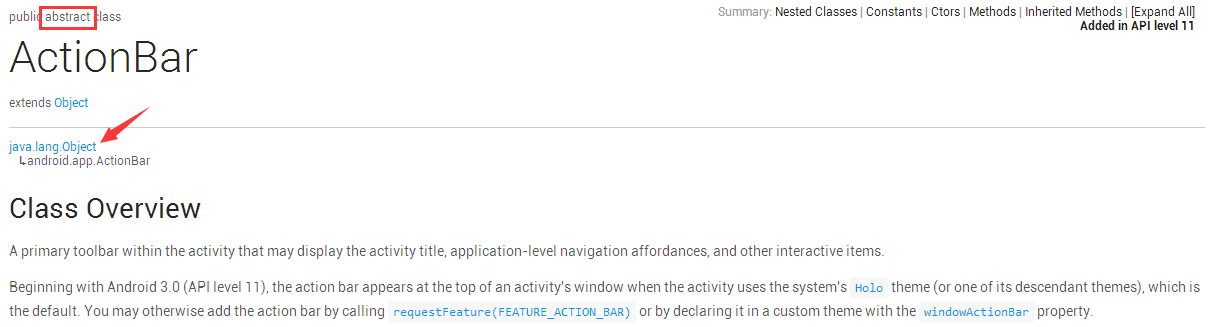 public abstract class
Summary: Nested Classes | Constants | Ctors | Methods | Inherited Methods | [Expand All]
Added in API level 11
ActionBar
extends Object
java.lang.Object
↳android.app.ActionBar
Class Overview
A primary toolbar within the activity that may display the activity title, application-level navigation affordances, and other interactive items.
Beginning with Android 3.0 (API level 11), the action bar appears at the top of an activity's window when the activity uses the system's Holo theme (or one of its descendant themes), which is
the default. You may otherwise add the action bar by calling requestFeature(FEATURE_ACTION_BAR) or by declaring it in a custom theme with the windowActionBar property.